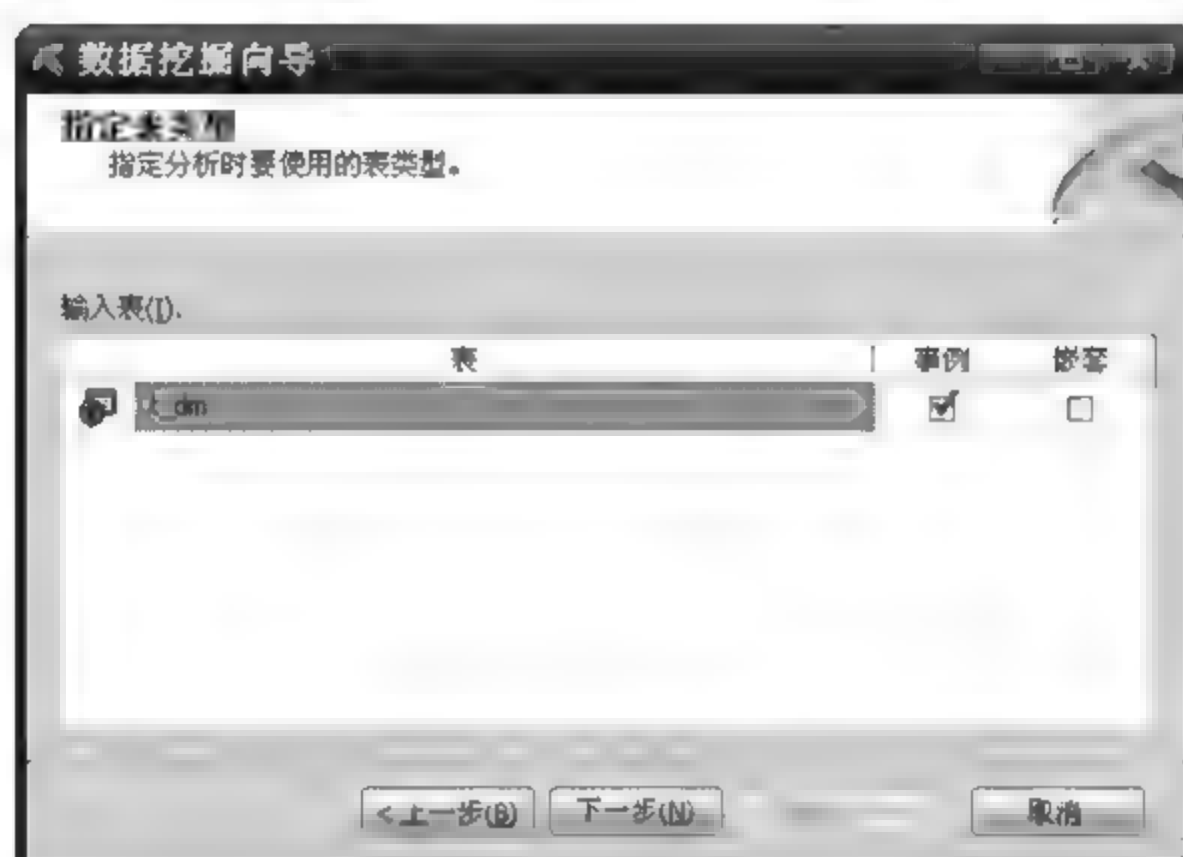 数据挖掘向导
指定表类型
指定分析时要使用的表类型。
输入表(I):
表 事例 嵌套
t_dm
<上一步(B) 下一步(N) 取消